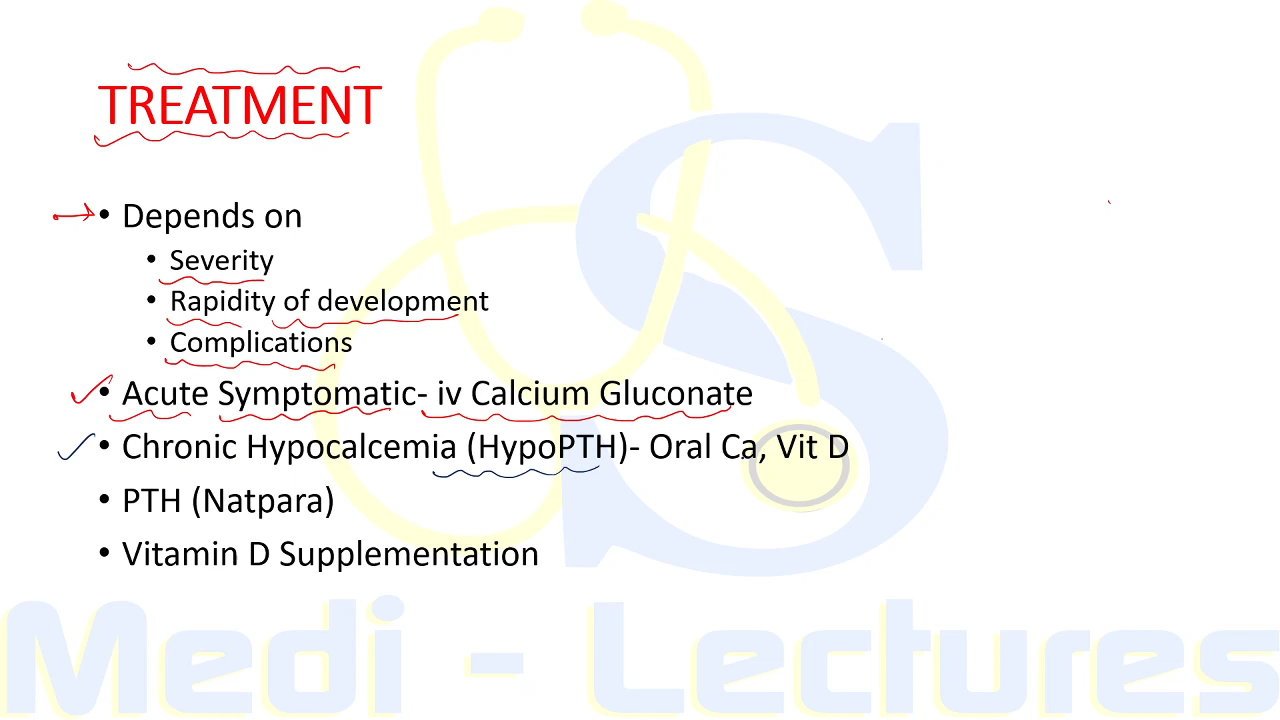 TREATMENT
• Depends on
• Severity
• Rapidity of development
• Complications
• Acute Symptomatic- iv Calcium Gluconate
• Chronic Hypocalcemia (HypoPTH)- Oral Ca, Vit D
• PTH (Natpara)
• Vitamin D Supplementation
Medi - Lectures